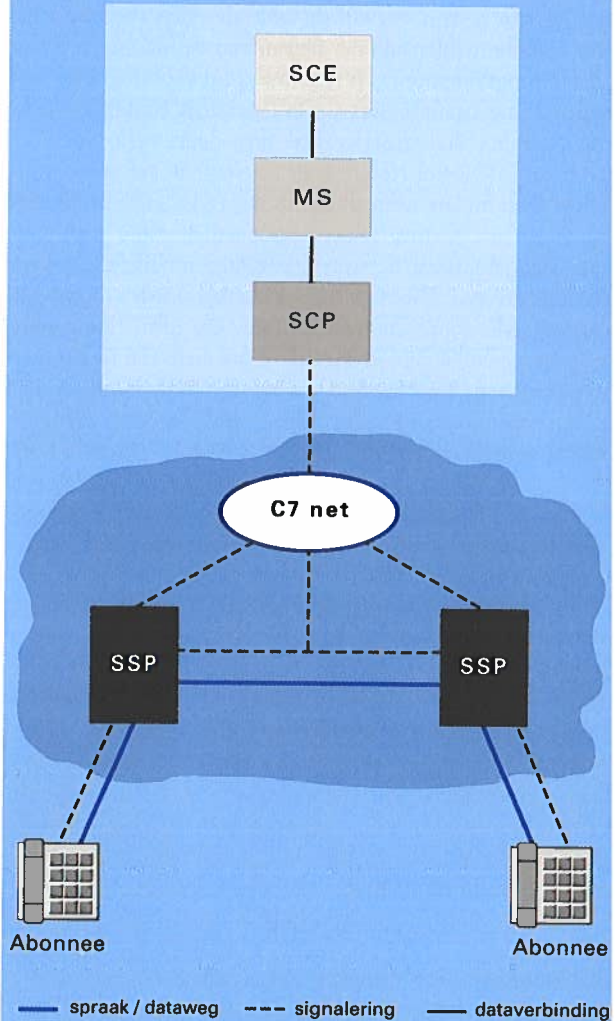 SCE
MS
SCP
C7 net
SSP
SSP
Abonnee
Abonnee
spraak / dataweg
signalering
dataverbinding